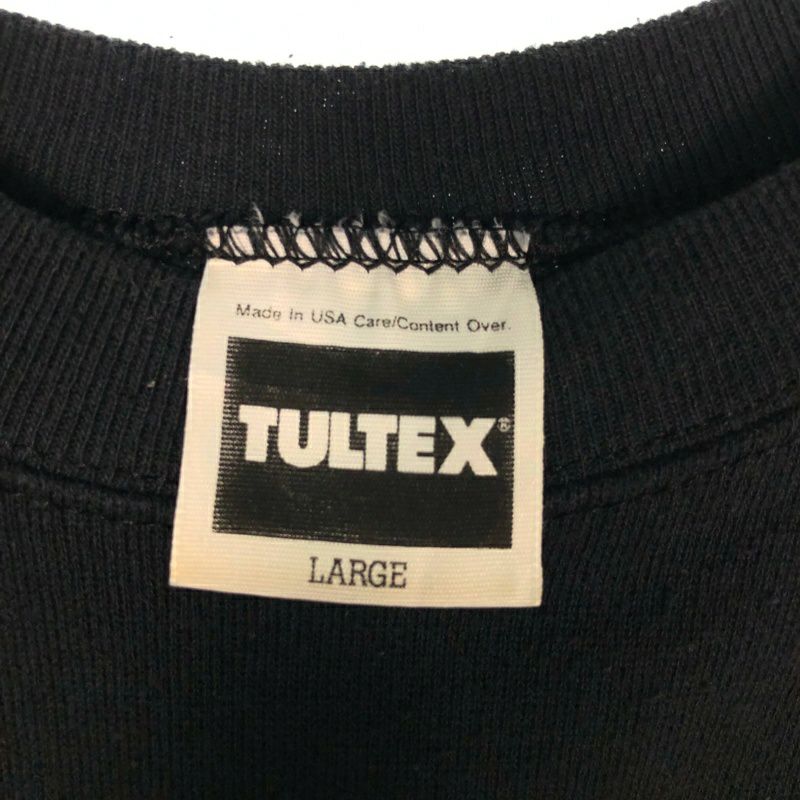 Made In USA Care/Content Over.
TULTEX®
LARGE